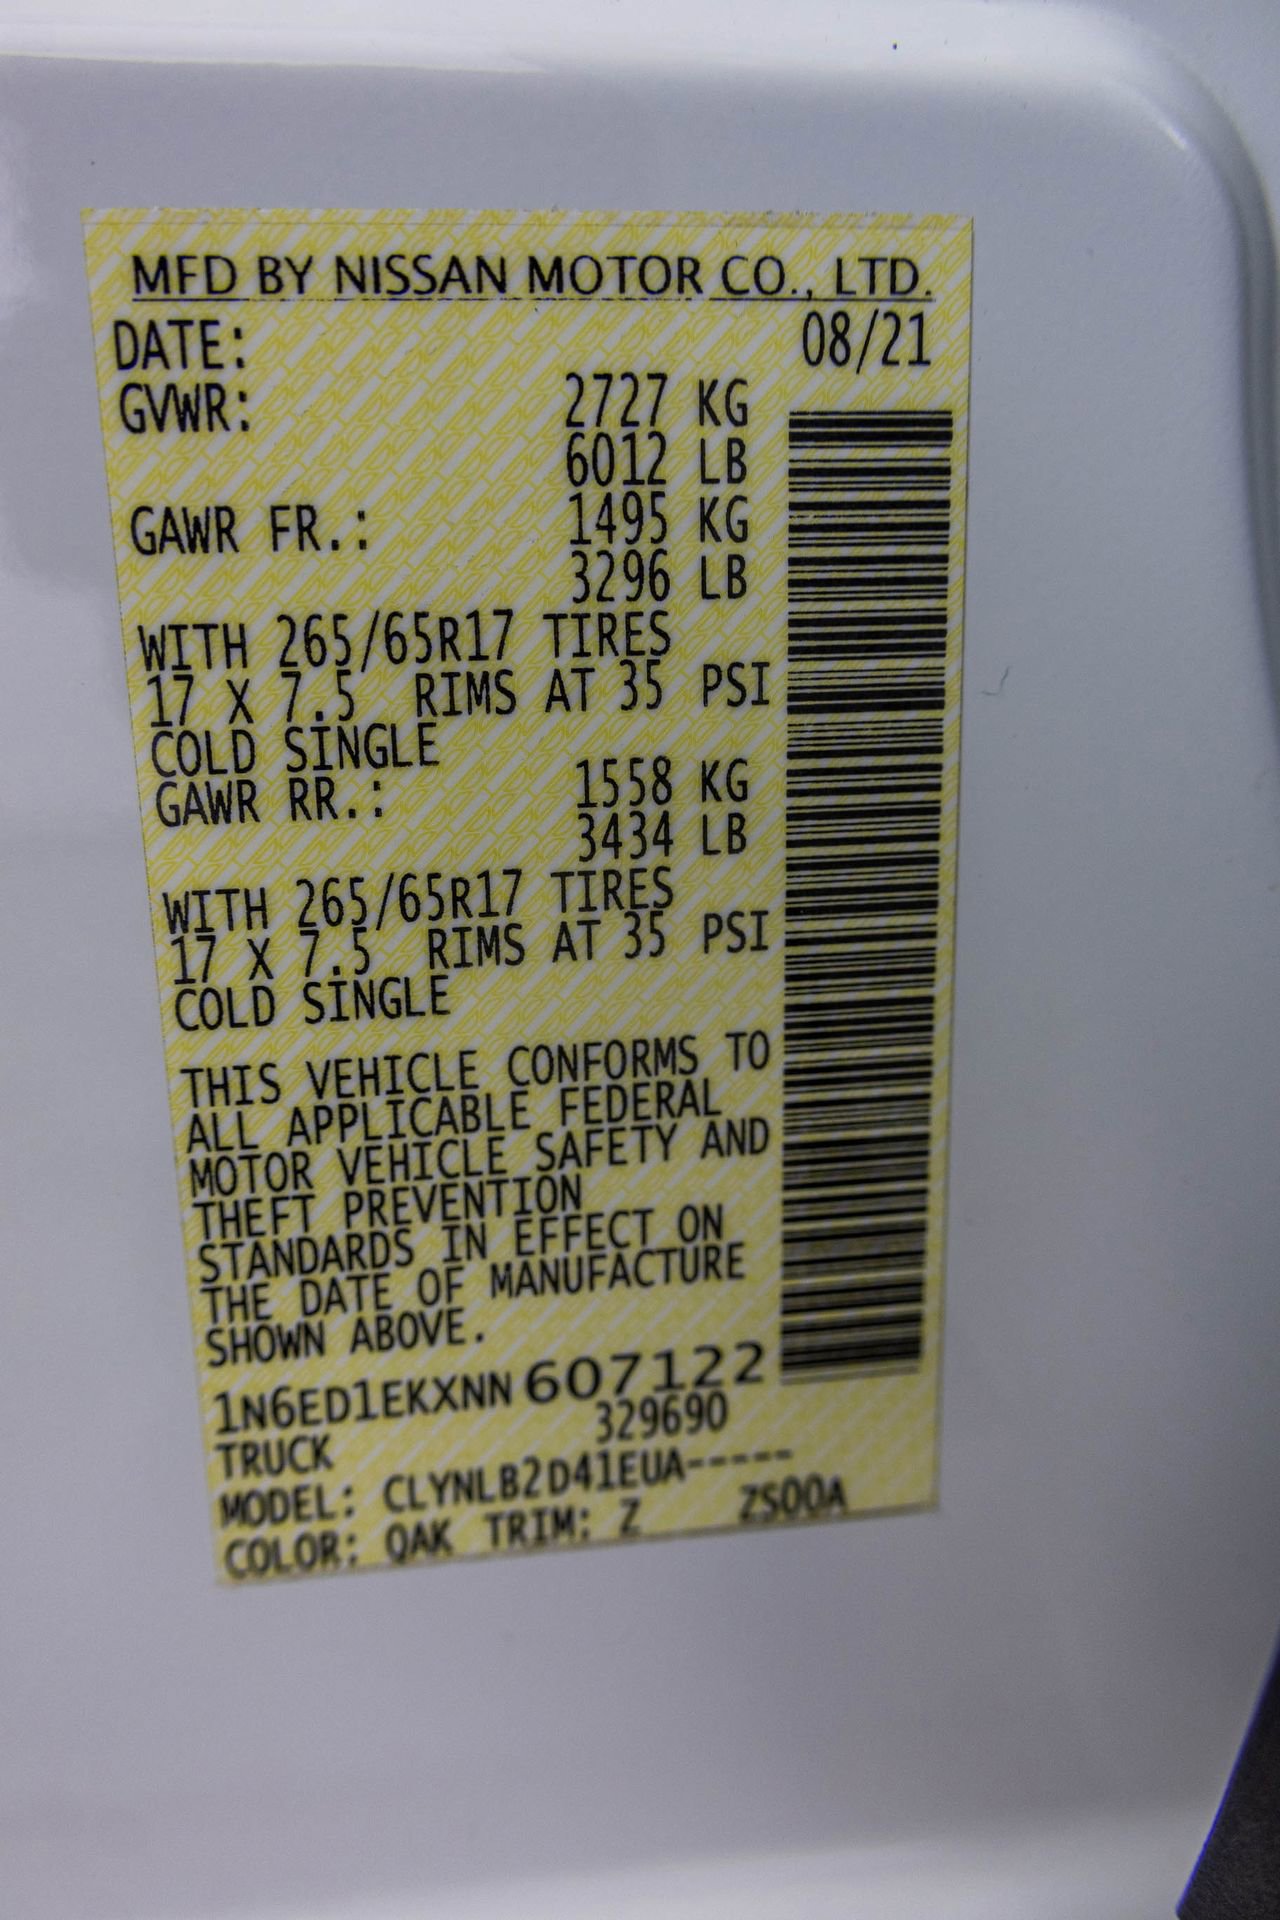 MFD BY NISSAN MOTOR CO., LTD.
DATE: 08/21
GVWR: 2727 KG
6012 LB
GAWR FR.: 1495 KG
3296 LB
WITH 265/65R17 TIRES
17 X 7.5 RIMS AT 35 PSI
COLD SINGLE
GAWR RR.: 1558 KG
3434 LB
WITH 265/65R17 TIRES
17 X 7.5 RIMS AT 35 PSI
COLD SINGLE
THIS VEHICLE CONFORMS TO
ALL APPLICABLE FEDERAL
MOTOR VEHICLE SAFETY AND
THEFT PREVENTION
STANDARDS IN EFFECT ON
THE DATE OF MANUFACTURE
SHOWN ABOVE.
1N6ED1EKXNN607122
TRUCK 329690
MODEL: CLYNLB2D41EUA-----
COLOR: QAK TRIM: Z ZS00A